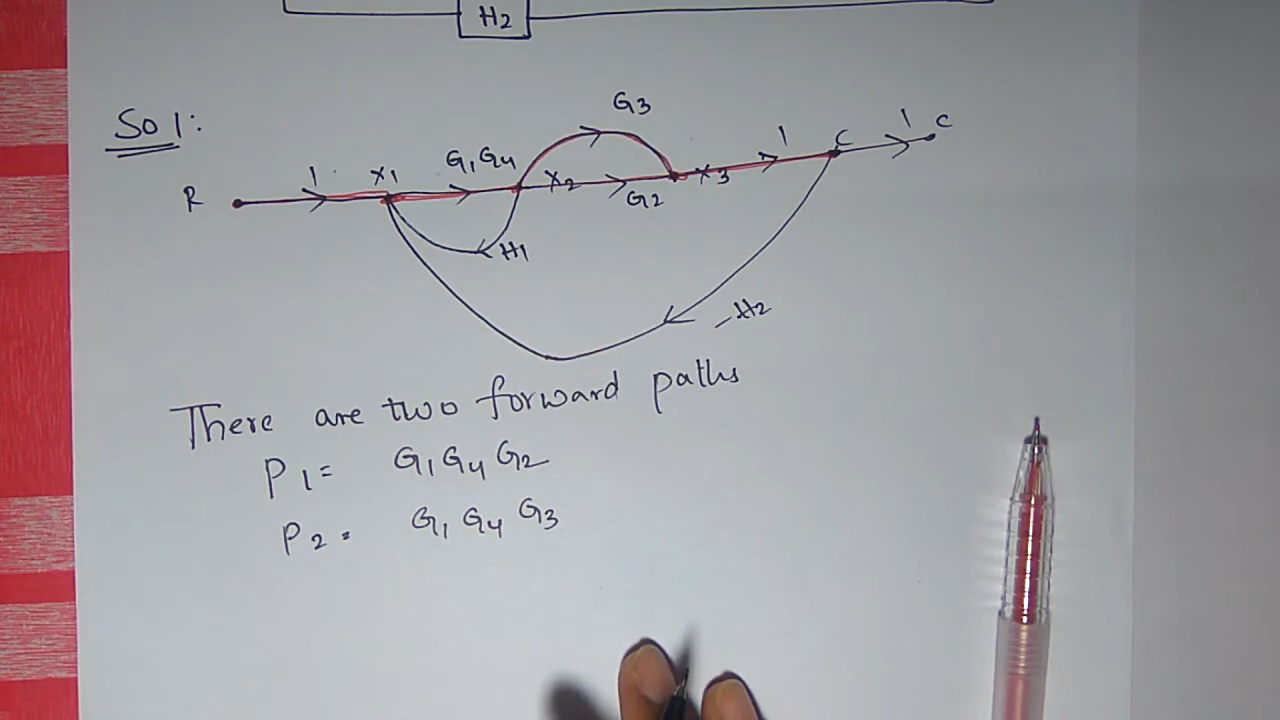 H2
Sol:
G3
R 1 X1 G1G4 X2 G2 X3 1 C 1 C
H1
-H2
There are two forward paths
P1= G1G4G2
P2= G1G4G3